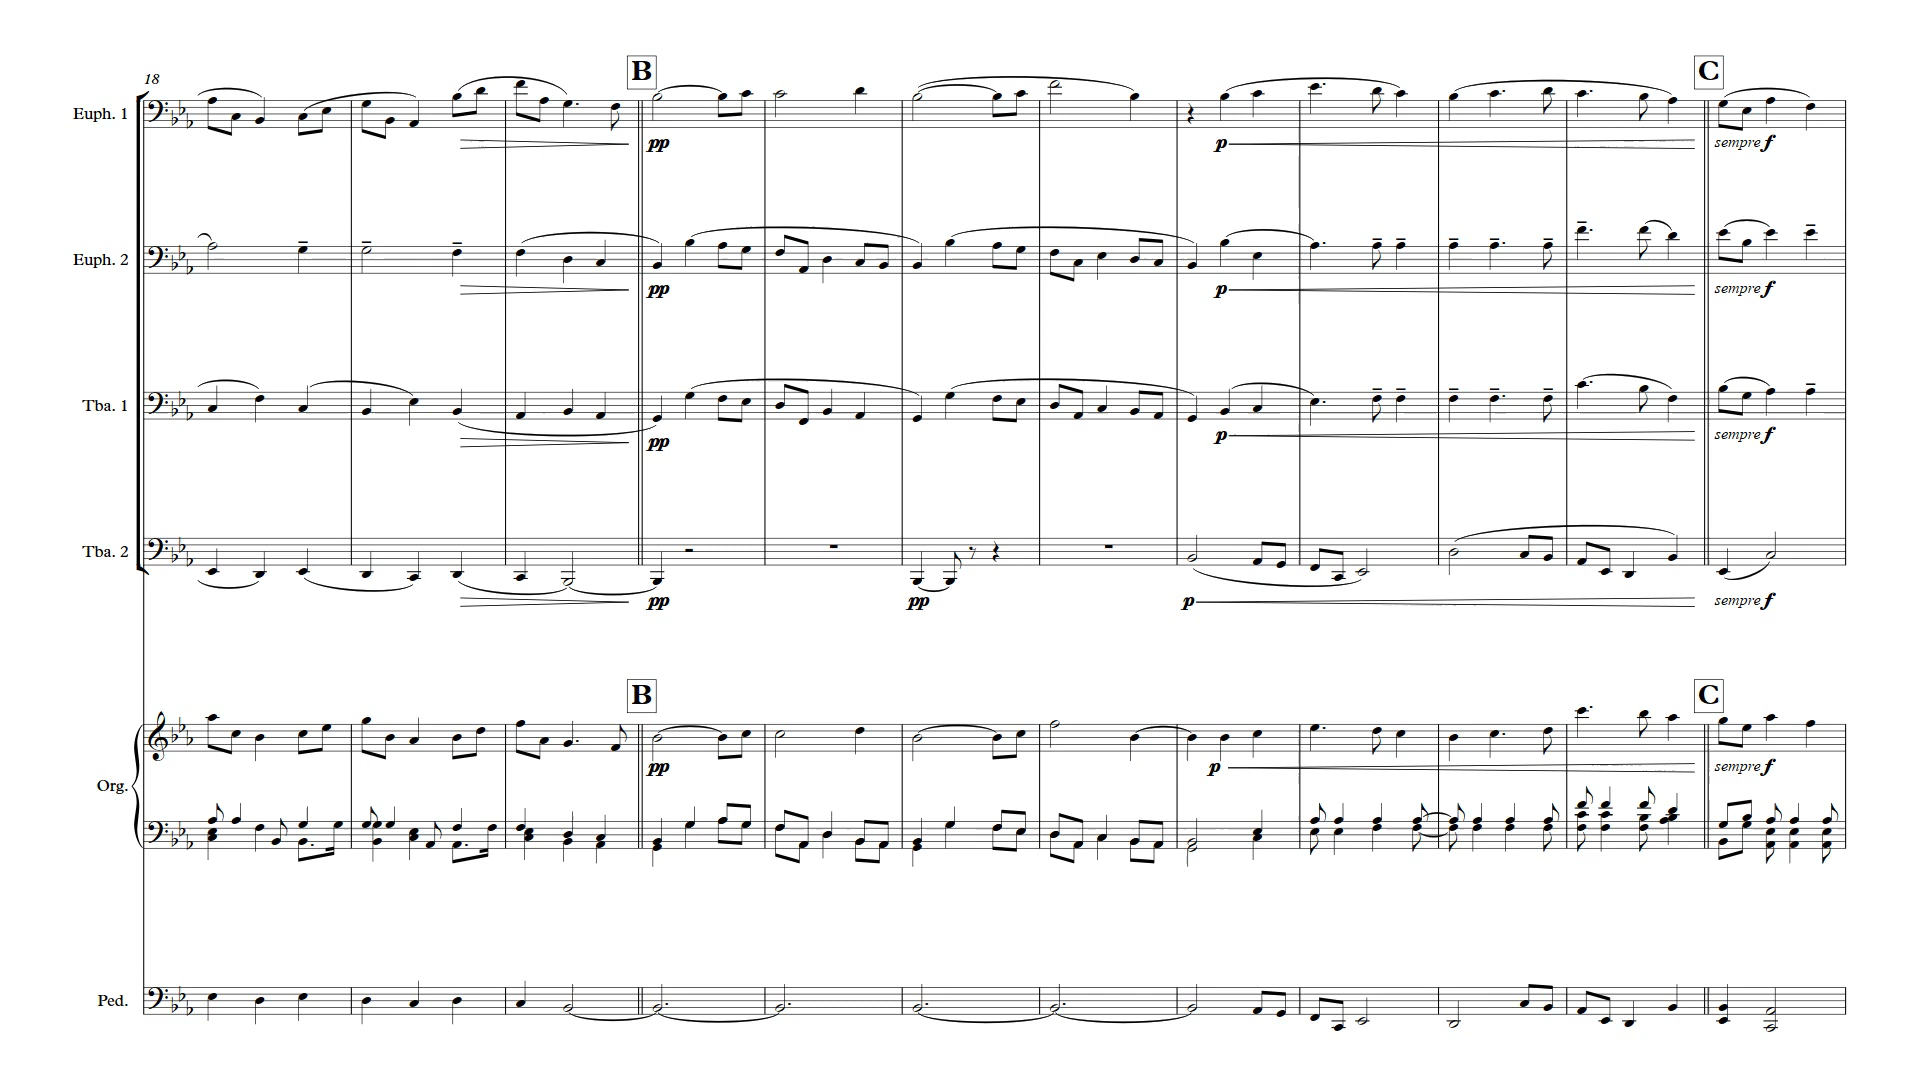 18
B
C
Euph. 1
pp
p
sempre f
Euph. 2
pp
p
sempre f
Tba. 1
pp
p
sempre f
Tba. 2
pp
pp
p
sempre f
B
C
Org.
pp
p
sempre f
Ped.